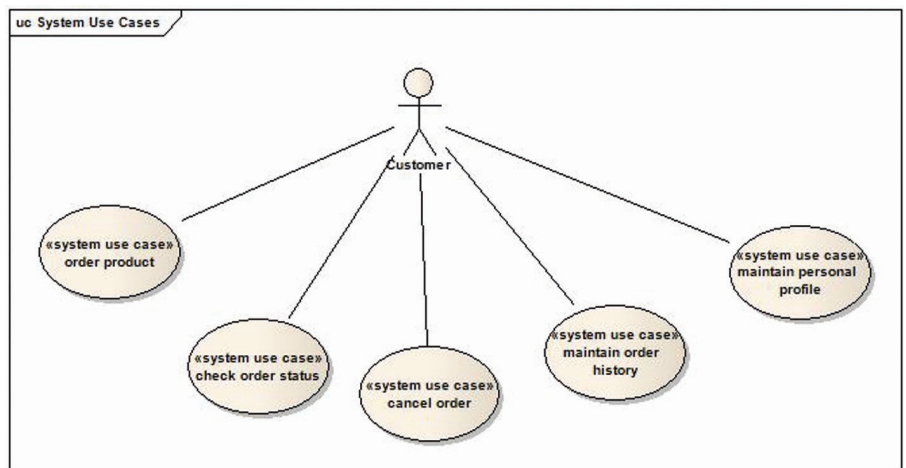 uc System Use Cases
Customer
«system use case»
order product
«system use case»
maintain personal
profile
«system use case»
check order status
«system use case»
maintain order
history
«system use case»
cancel order